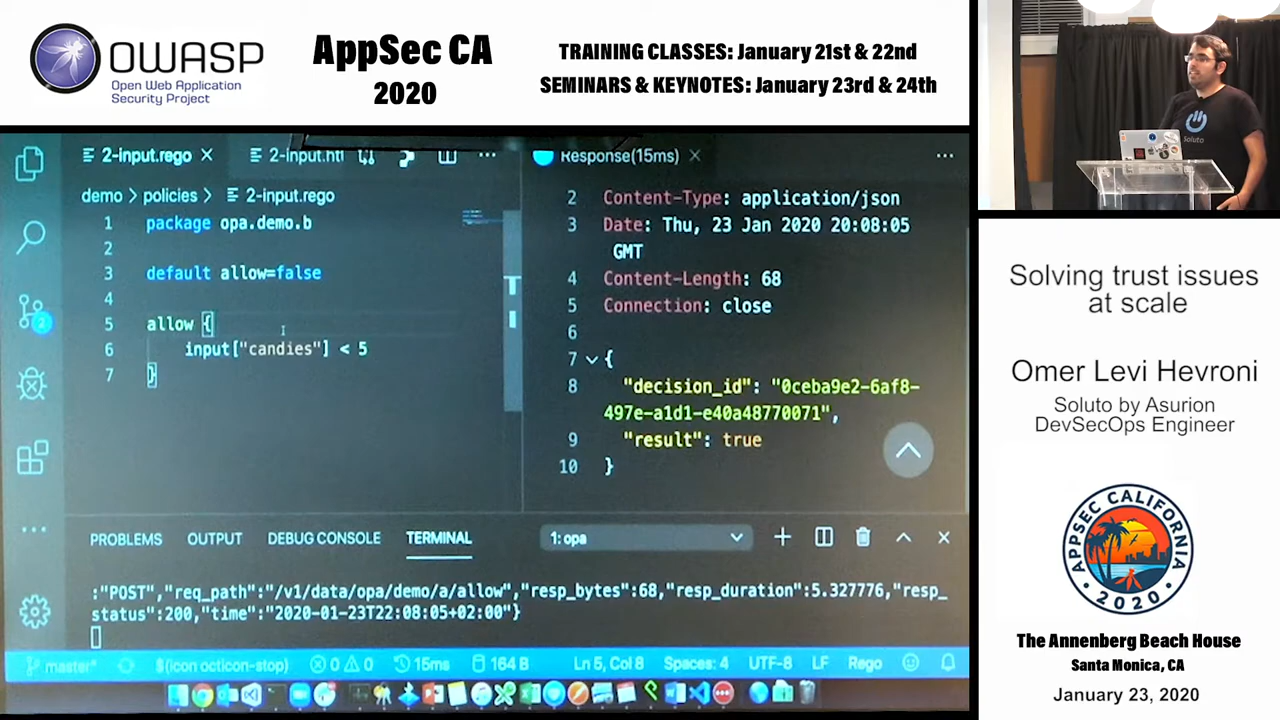 OWASP
Open Web Application
Security Project
AppSec CA
2020
TRAINING CLASSES: January 21st & 22nd
SEMINARS & KEYNOTES: January 23rd & 24th
2-input.rego
2-input.htt
demo > policies > 2-input.rego
1 package opa.demo.b
2
3 default allow=false
4
5 allow {
6 input["candies"] < 5
7 }
Response(15ms)
2 Content-Type: application/json
3 Date: Thu, 23 Jan 2020 20:08:05
GMT
4 Content-Length: 68
5 Connection: close
6
7 {
8 "decision_id": "0ceba9e2-6af8-
497e-a1d1-e40a48770071",
9 "result": true
10 }
2
PROBLEMS OUTPUT DEBUG CONSOLE TERMINAL 1: opa
:"POST","req_path":"/v1/data/opa/demo/a/allow","resp_bytes":68,"resp_duration":5.327776,"resp_
status":200,"time":"2020-01-23T22:08:05+02:00"}
master* $(icon octicon-stop) 0 0 15ms 164 B Ln 5, Col 8 Spaces: 4 UTF-8 LF Rego
Soluto
Solving trust issues
at scale
Omer Levi Hevroni
Soluto by Asurion
DevSecOps Engineer
APPSEC CALIFORNIA
2020
The Annenberg Beach House
Santa Monica, CA
January 23, 2020